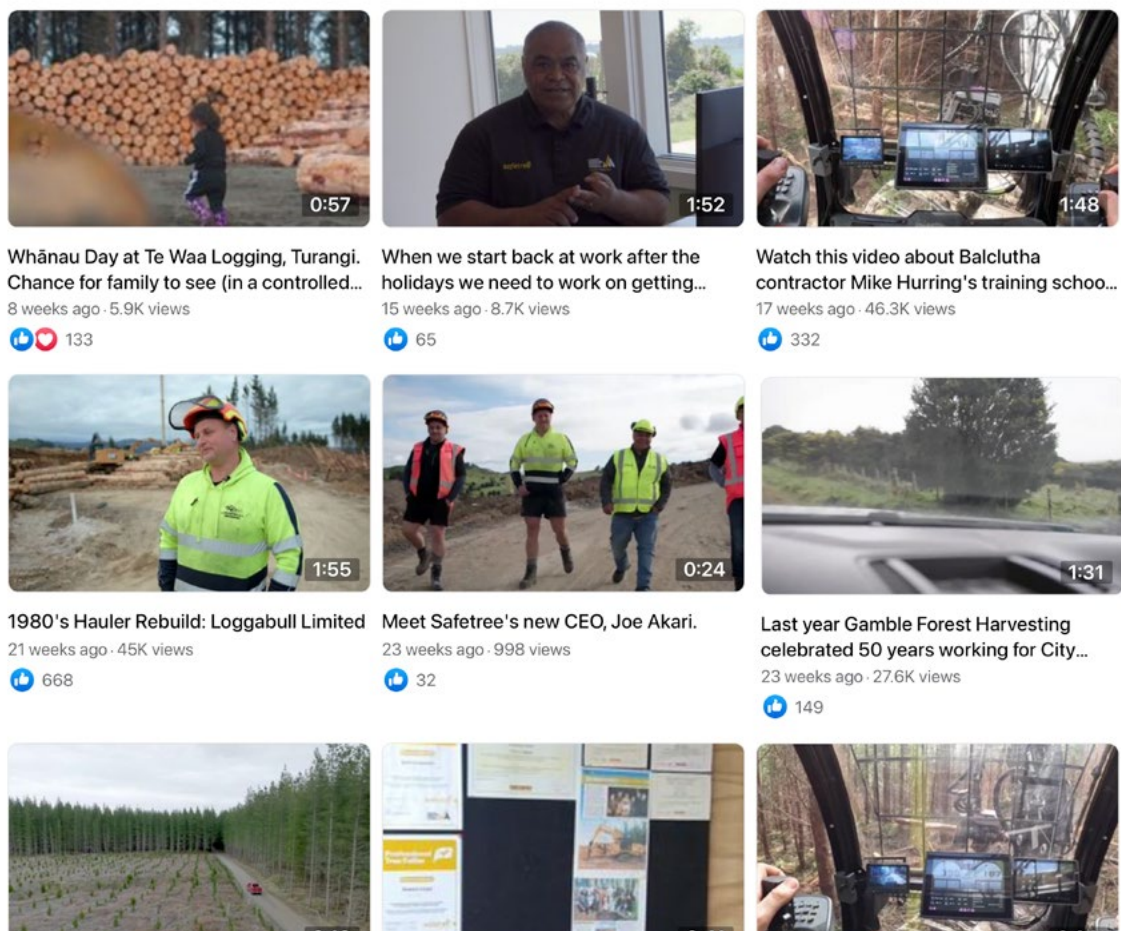 0:57
safetree
1:52
1:48
Whānau Day at Te Waa Logging, Turangi.
Chance for family to see (in a controlled...
8 weeks ago · 5.9K views
133
When we start back at work after the
holidays we need to work on getting...
15 weeks ago · 8.7K views
65
Watch this video about Balclutha
contractor Mike Hurring's training schoo...
17 weeks ago · 46.3K views
332
1:55
0:24
1:31
1980's Hauler Rebuild: Loggabull Limited
21 weeks ago · 45K views
668
Meet Safetree's new CEO, Joe Akari.
23 weeks ago · 998 views
32
Last year Gamble Forest Harvesting
celebrated 50 years working for City...
23 weeks ago · 27.6K views
149
Professional
Tree Faller